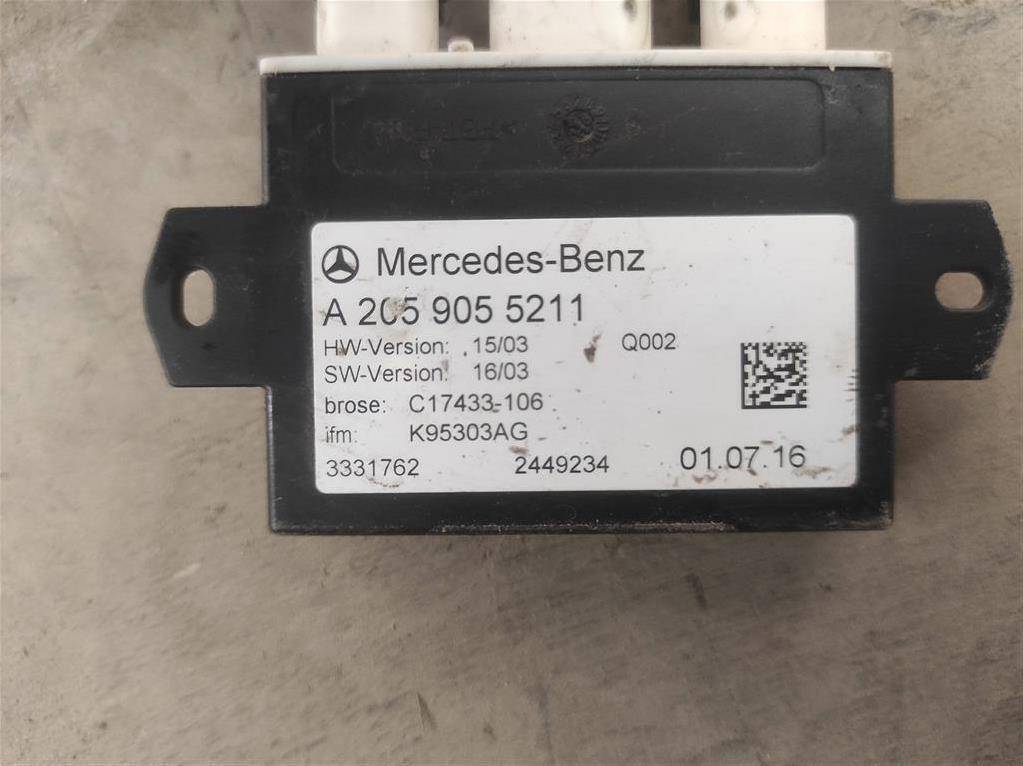 Mercedes-Benz
A 205 905 5211
HW-Version: 15/03 Q002
SW-Version: 16/03
brose: C17433-106
ifm: K95303AG
3331762 2449234 01.07.16